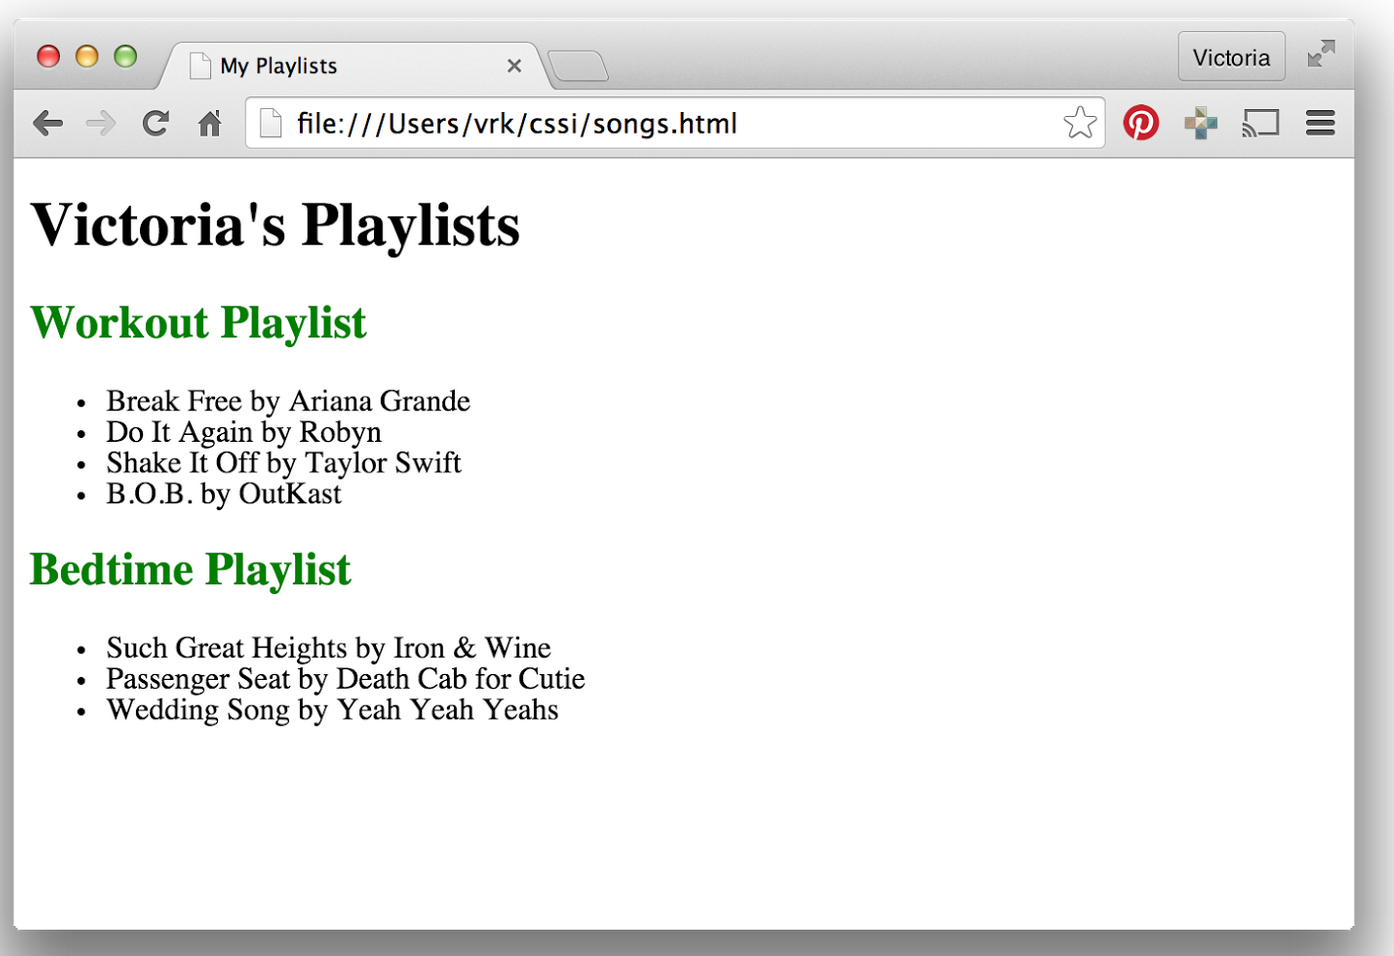 My Playlists
Victoria
file:///Users/vrk/cssi/songs.html
Victoria's Playlists
Workout Playlist
• Break Free by Ariana Grande
• Do It Again by Robyn
• Shake It Off by Taylor Swift
• B.O.B. by OutKast
Bedtime Playlist
• Such Great Heights by Iron & Wine
• Passenger Seat by Death Cab for Cutie
• Wedding Song by Yeah Yeah Yeahs